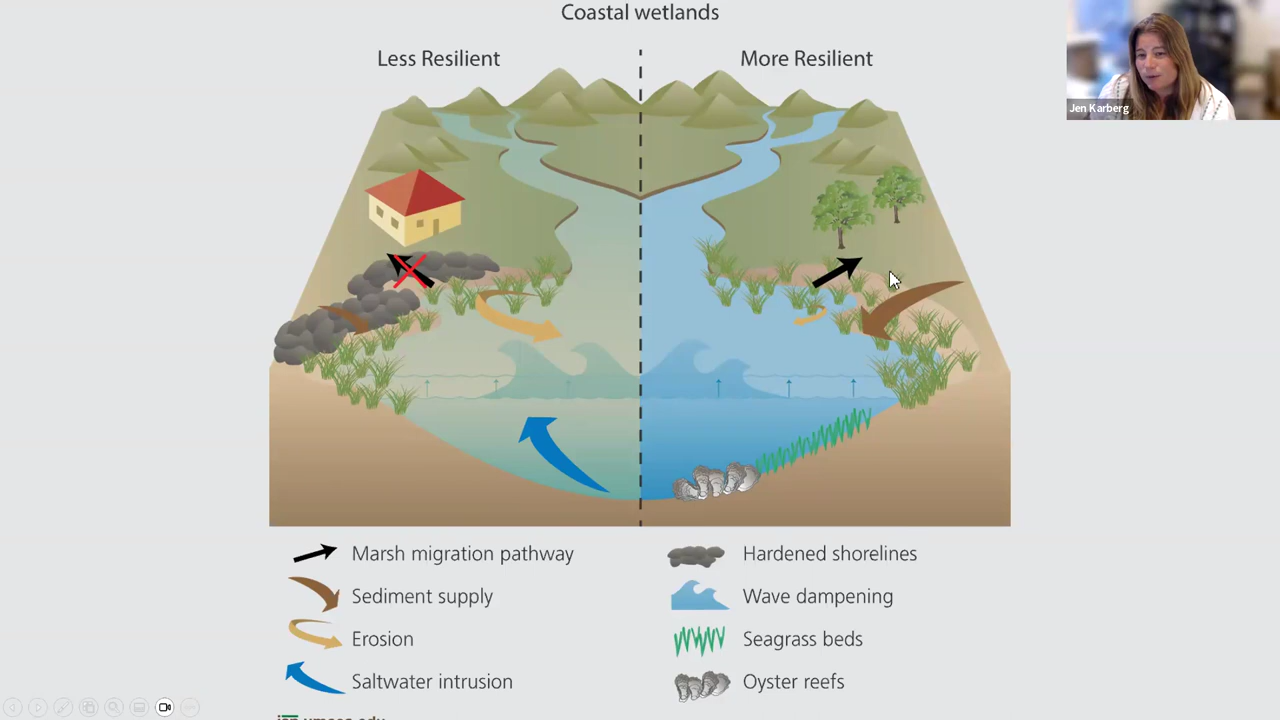 Coastal wetlands
Less Resilient
More Resilient
Jen Karberg
Marsh migration pathway
Sediment supply
Erosion
Saltwater intrusion
Hardened shorelines
Wave dampening
Seagrass beds
Oyster reefs